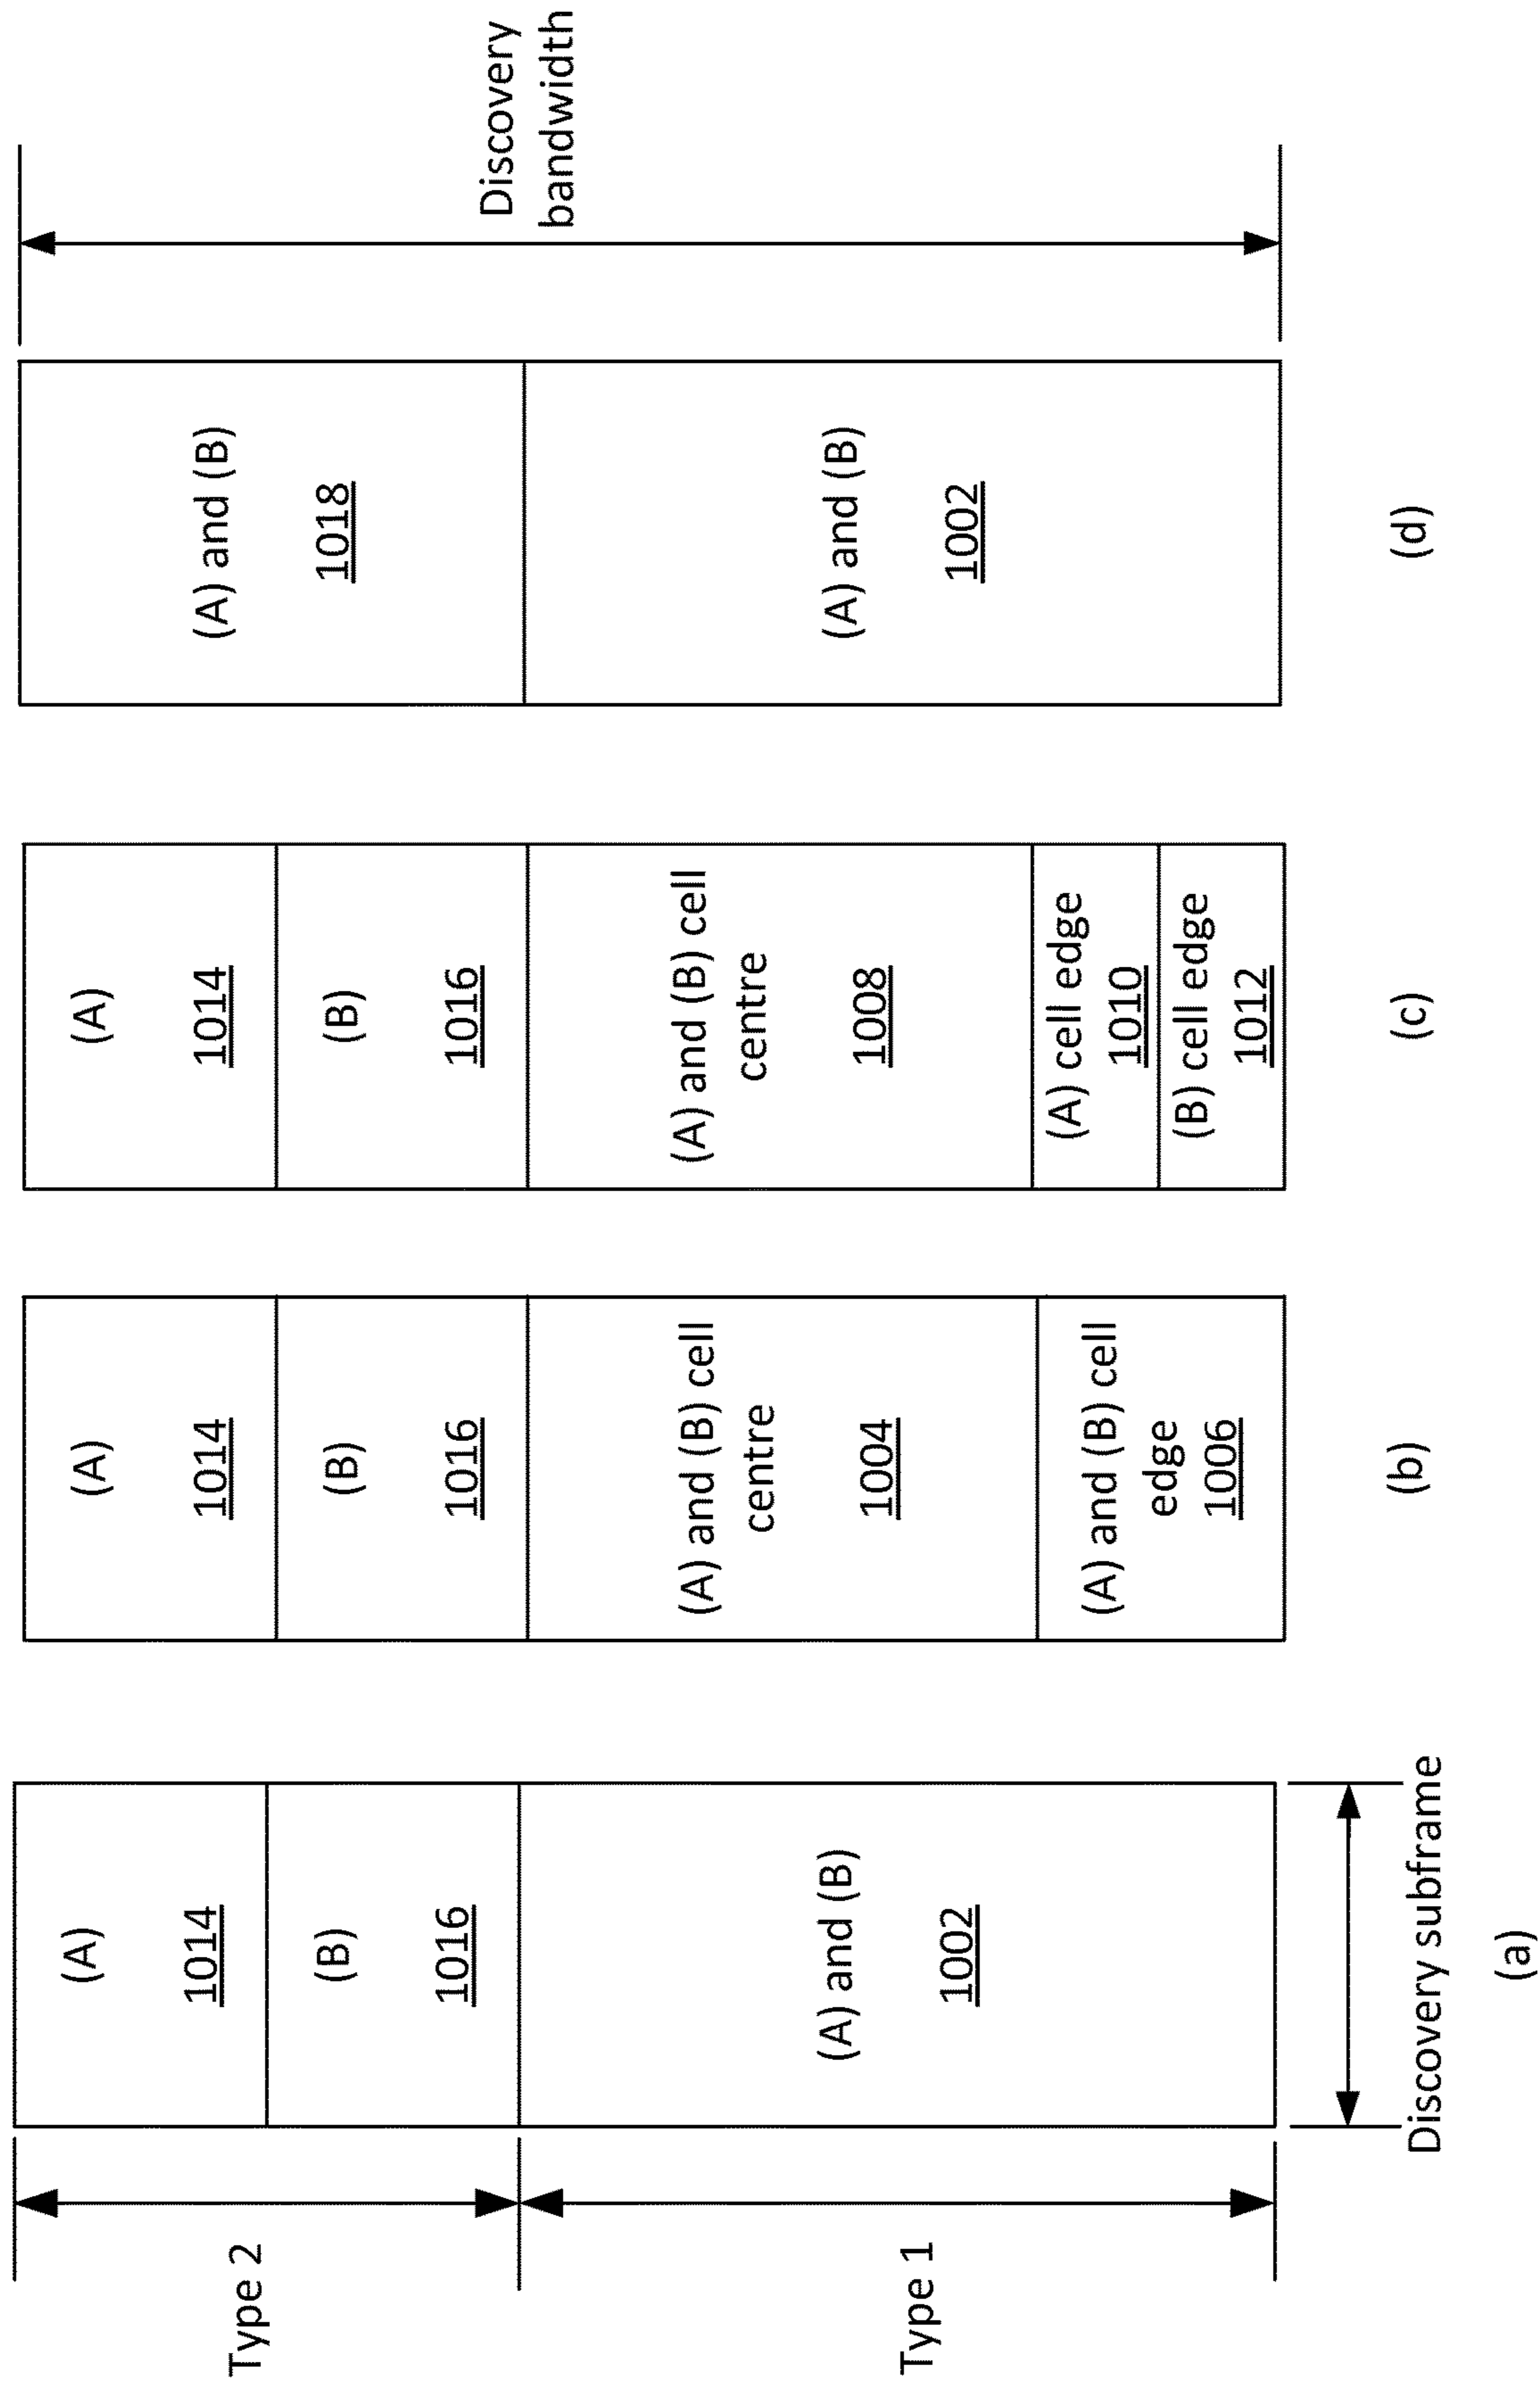 Type 1
Type 2
(a)
Discovery subframe
(A) and (B)
1002
(B)
1016
(A)
1014
(b)
(A) and (B) cell
edge
1006
(A) and (B) cell
centre
1004
(B)
1016
(A)
1014
(c)
(B) cell edge
1012
(A) cell edge
1010
(A) and (B) cell
centre
1008
(B)
1016
(A)
1014
(d)
(A) and (B)
1002
(A) and (B)
1018
Discovery
bandwidth